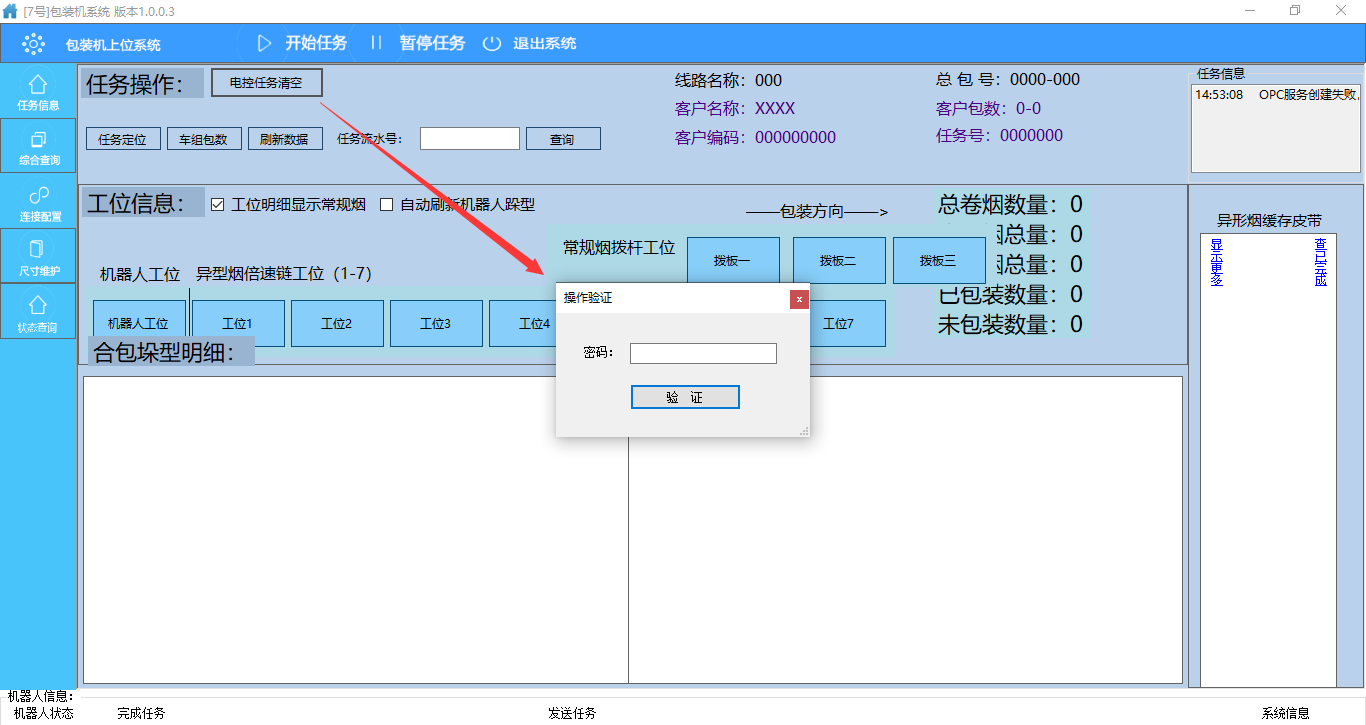 [7号]包装机系统 版本1.0.0.3
包装机上位系统
开始任务
暂停任务
退出系统
任务信息
综合查询
连接配置
尺寸维护
状态查询
任务操作：
电控任务清空
任务定位
车组包数
刷新数据
任务流水号：
查询
线路名称：000
客户名称：XXXX
客户编码：000000000
总 包 号：0000-000
客户包数：0-0
任务号：0000000
任务信息
14:53:08 OPC服务创建失败,
工位信息：
工位明细显示常规烟
自动刷新机器人跺型
——包装方向——>
常规烟拨杆工位
拨板一
拨板二
拨板三
机器人工位
异型烟倍速链工位（1-7）
机器人工位
工位1
工位2
工位3
工位4
工位7
总卷烟数量：0
烟总量：0
烟总量：0
已包装数量：0
未包装数量：0
合包垛型明细：
操作验证
x
密码：
验 证
异形烟缓存皮带
显示更多
查已完成
机器人信息：
机器人状态
完成任务
发送任务
系统信息